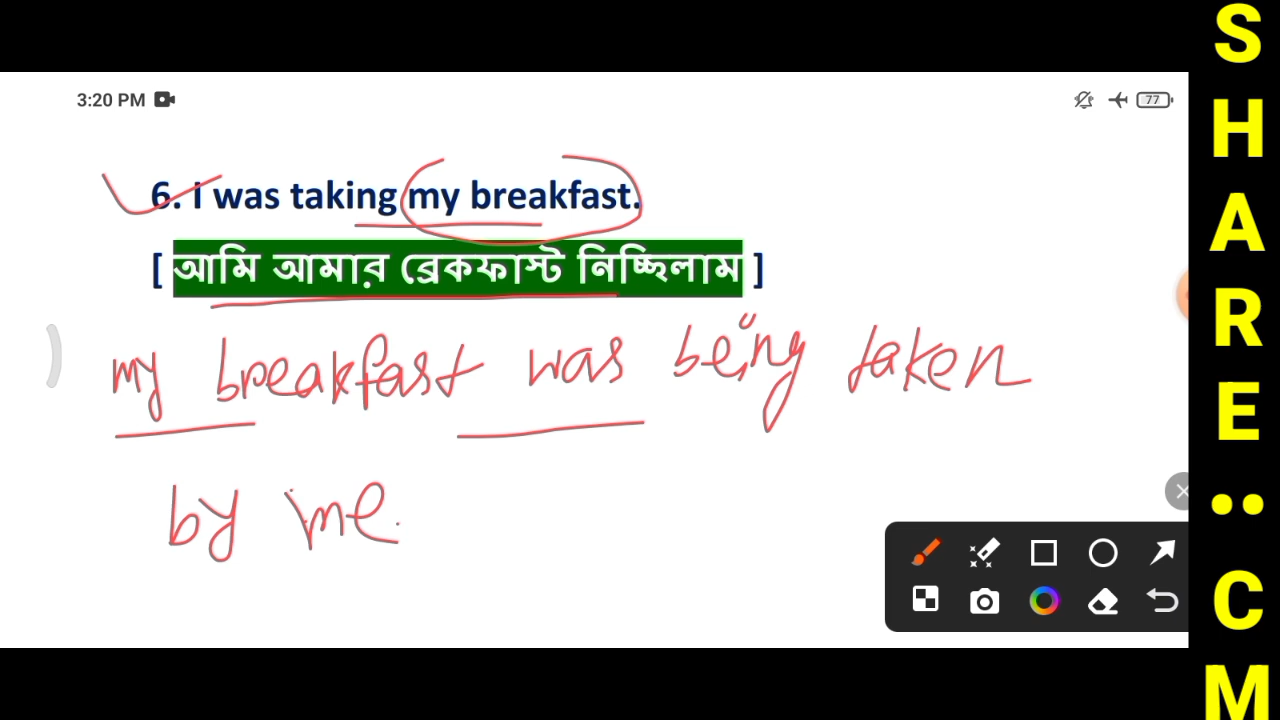 3:20 PM
77
6. I was taking my breakfast.
[ আমি আমার ব্রেকফাস্ট নিচ্ছিলাম ]
my breakfast was being taken
by me.
SHARE •• CM